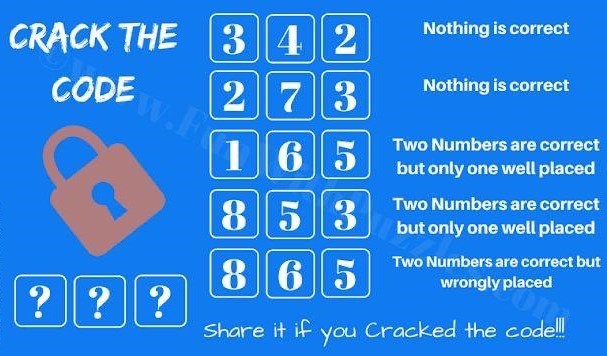 CRACK THE
CODE
3 4 2
Nothing is correct
2 7 3
Nothing is correct
1 6 5
Two Numbers are correct
but only one well placed
8 5 3
Two Numbers are correct
but only one well placed
8 6 5
Two Numbers are correct but
wrongly placed
? ? ?
Share it if you Cracked the code!!!